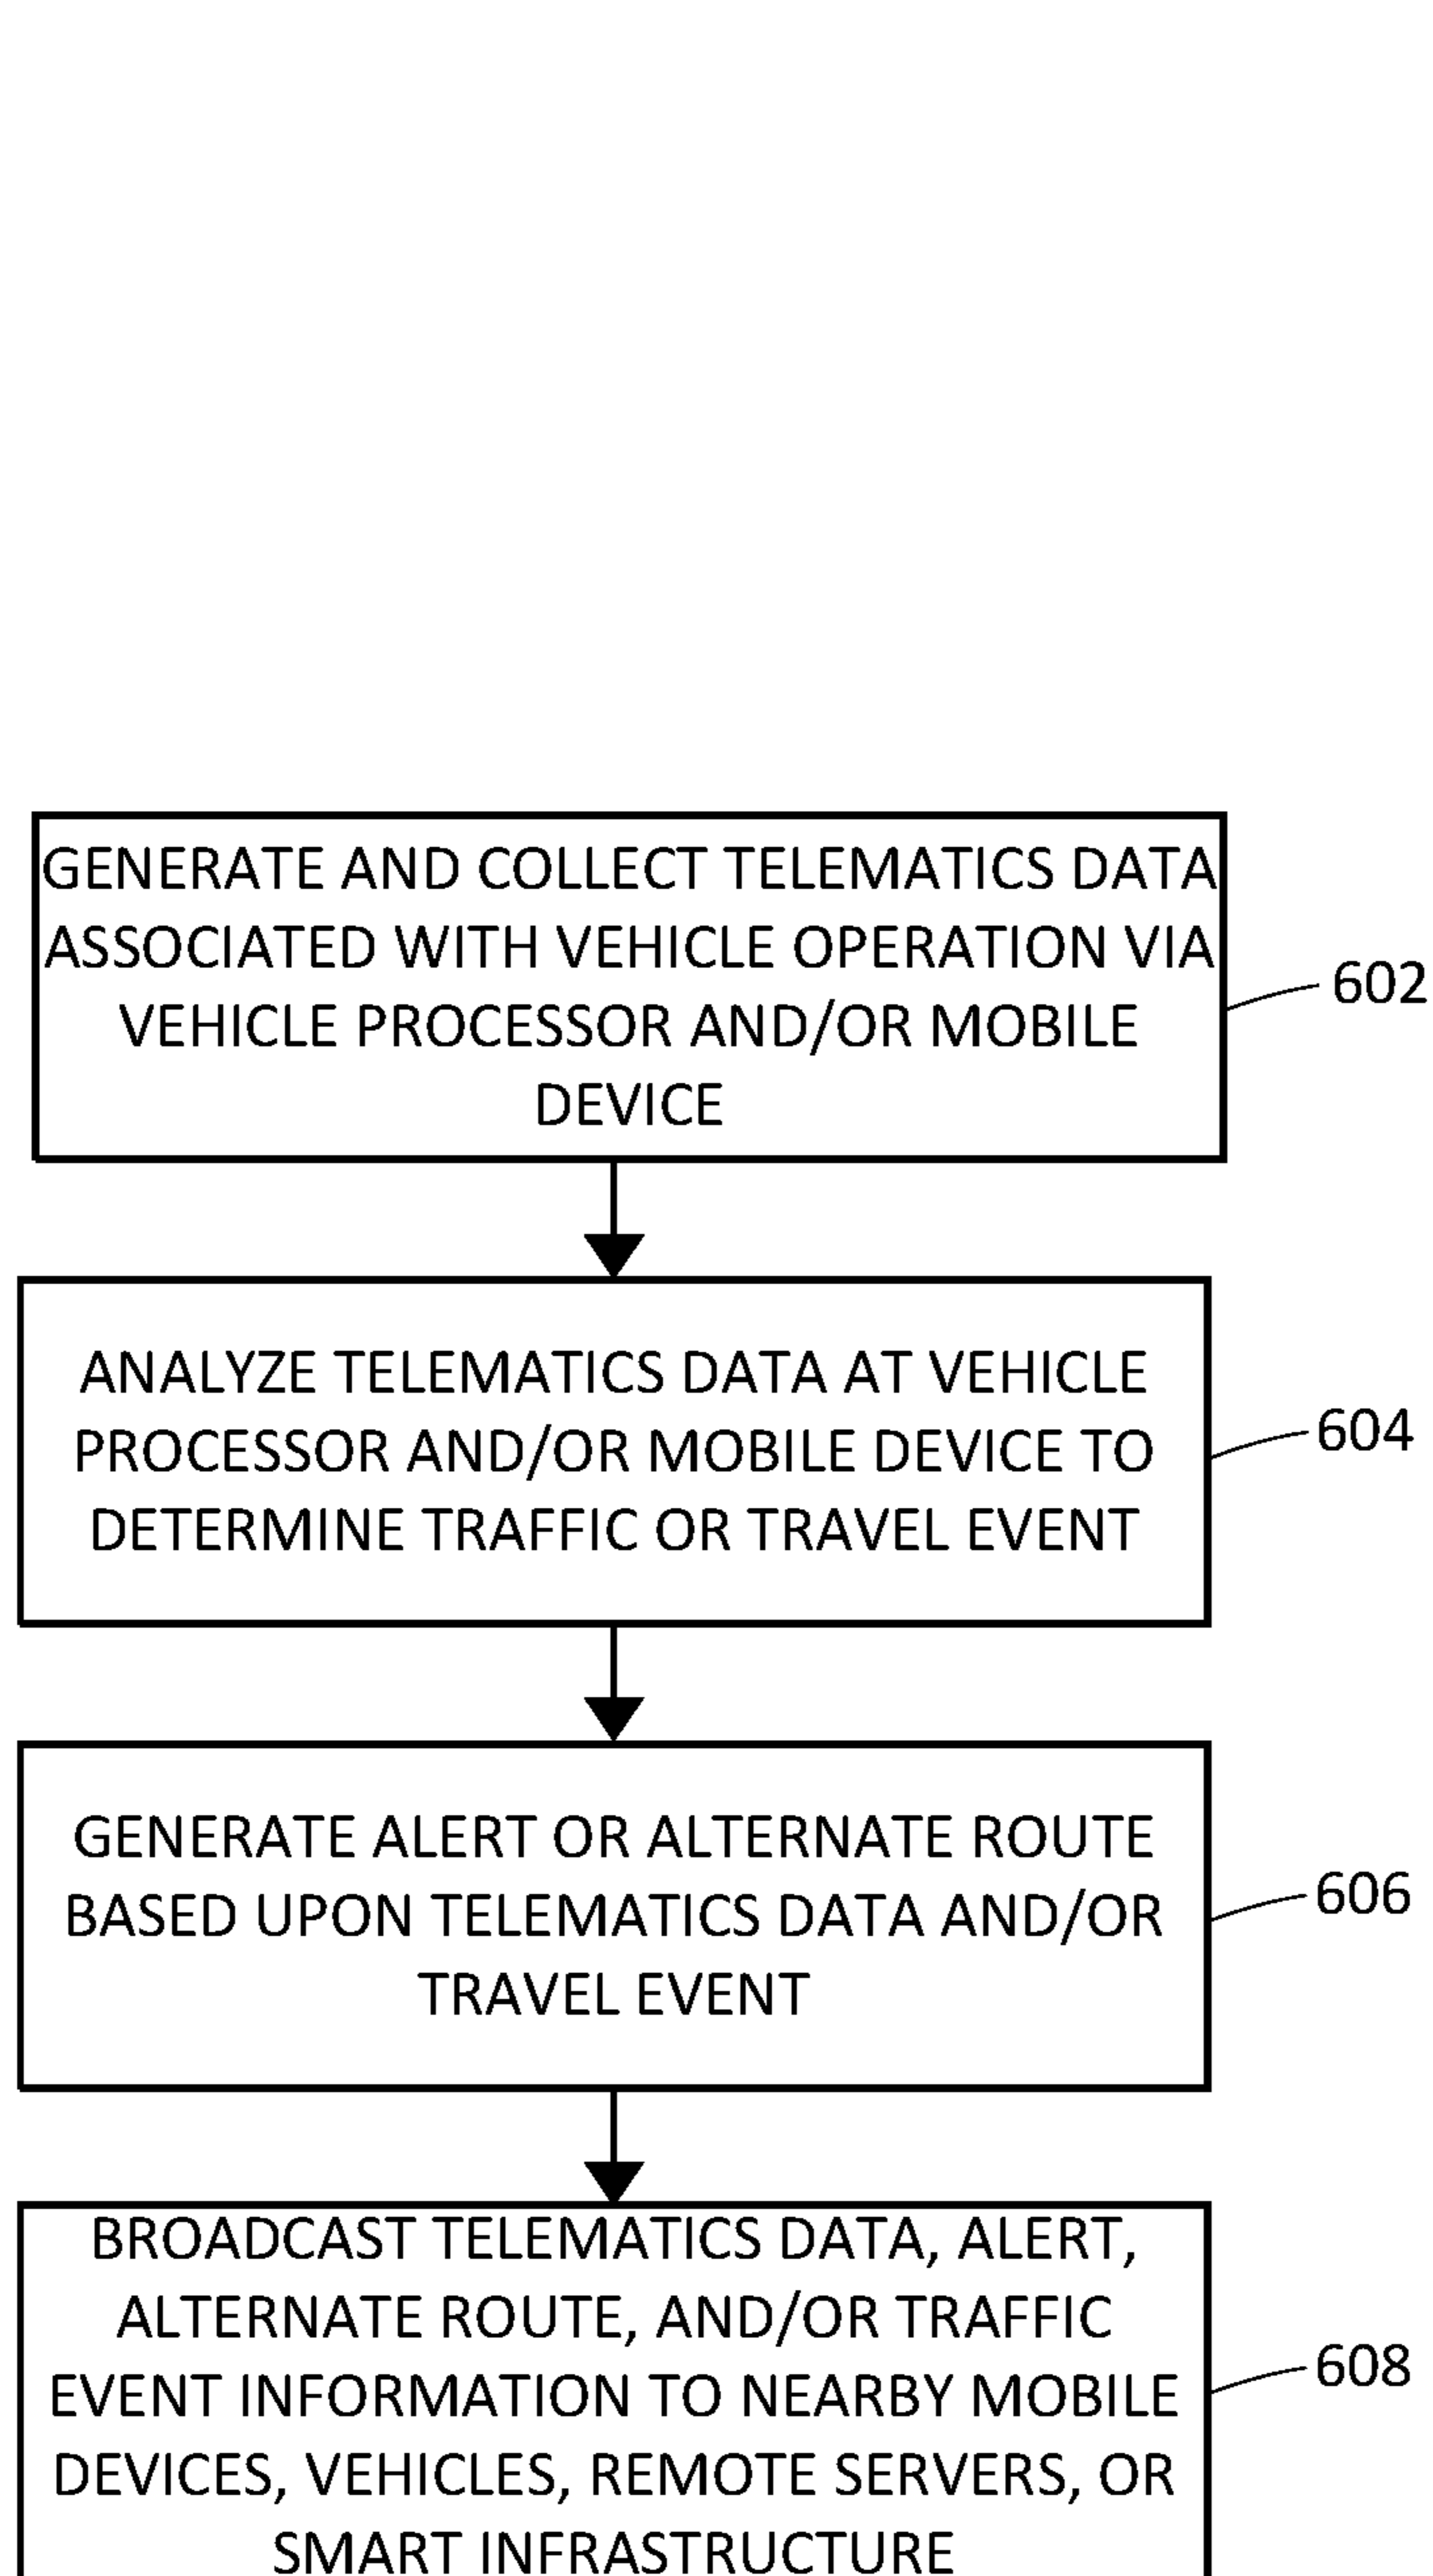 GENERATE AND COLLECT TELEMATICS DATA
ASSOCIATED WITH VEHICLE OPERATION VIA
VEHICLE PROCESSOR AND/OR MOBILE
DEVICE
602
ANALYZE TELEMATICS DATA AT VEHICLE
PROCESSOR AND/OR MOBILE DEVICE TO
DETERMINE TRAFFIC OR TRAVEL EVENT
604
GENERATE ALERT OR ALTERNATE ROUTE
BASED UPON TELEMATICS DATA AND/OR
TRAVEL EVENT
606
BROADCAST TELEMATICS DATA, ALERT,
ALTERNATE ROUTE, AND/OR TRAFFIC
EVENT INFORMATION TO NEARBY MOBILE
DEVICES, VEHICLES, REMOTE SERVERS, OR
SMART INFRASTRUCTURE
608